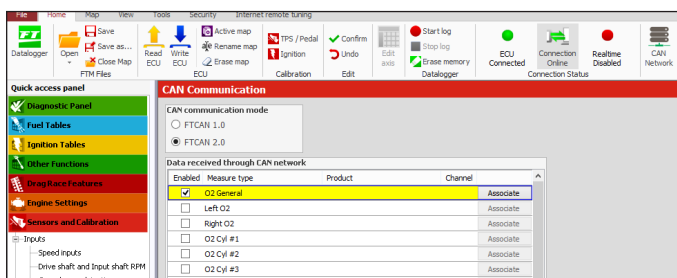 File Home Map View Tools Security Internet remote tuning
Save Active map Start log
Save as... Rename map TPS / Pedal Confirm Stop log
Datalogger Open Close Map Read ECU Write ECU Erase map Ignition Undo Edit axis Erase memory ECU Connected Connection Online Realtime Disabled CAN Network
FTM Files ECU Calibration Edit Datalogger Connection Status
Quick access panel
CAN Communication
Diagnostic Panel
CAN communication mode
Fuel Tables
FTCAN 1.0
Ignition Tables
FTCAN 2.0
Other Functions
Data received through CAN network
Drag Race Features
Enabled Measure type Product Channel
Engine Settings
O2 General Associate
Sensors and Calibration
Left O2 Associate
Right O2 Associate
Inputs
O2 Cyl #1 Associate
Speed inputs
O2 Cyl #2 Associate
Drive shaft and Input shaft RPM
O2 Cyl #3 Associate